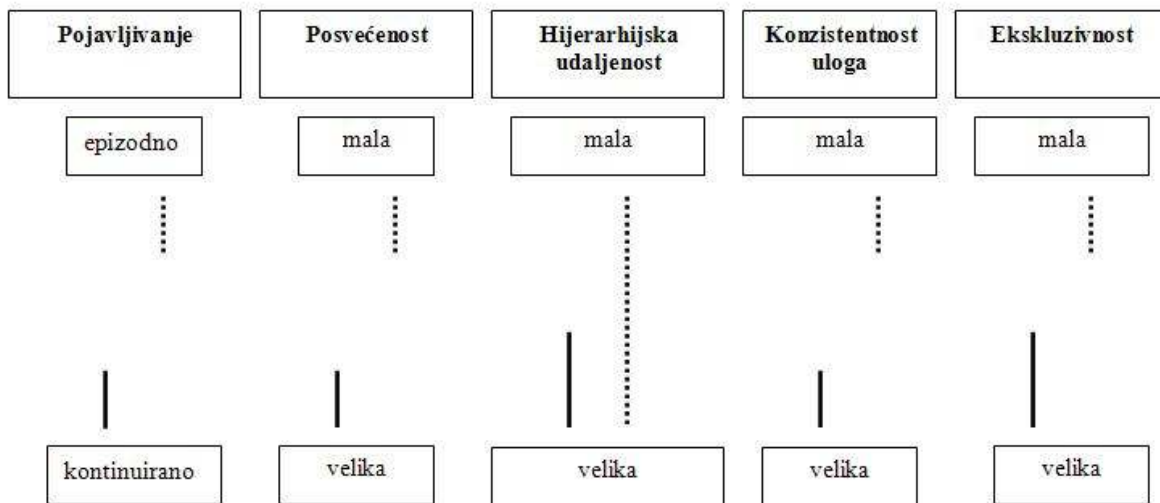 Pojavljivanje
Posvećenost
Hijerarhijska
udaljenost
Konzistentnost
uloga
Ekskluzivnost
epizodno
mala
mala
mala
mala
kontinuirano
velika
velika
velika
velika